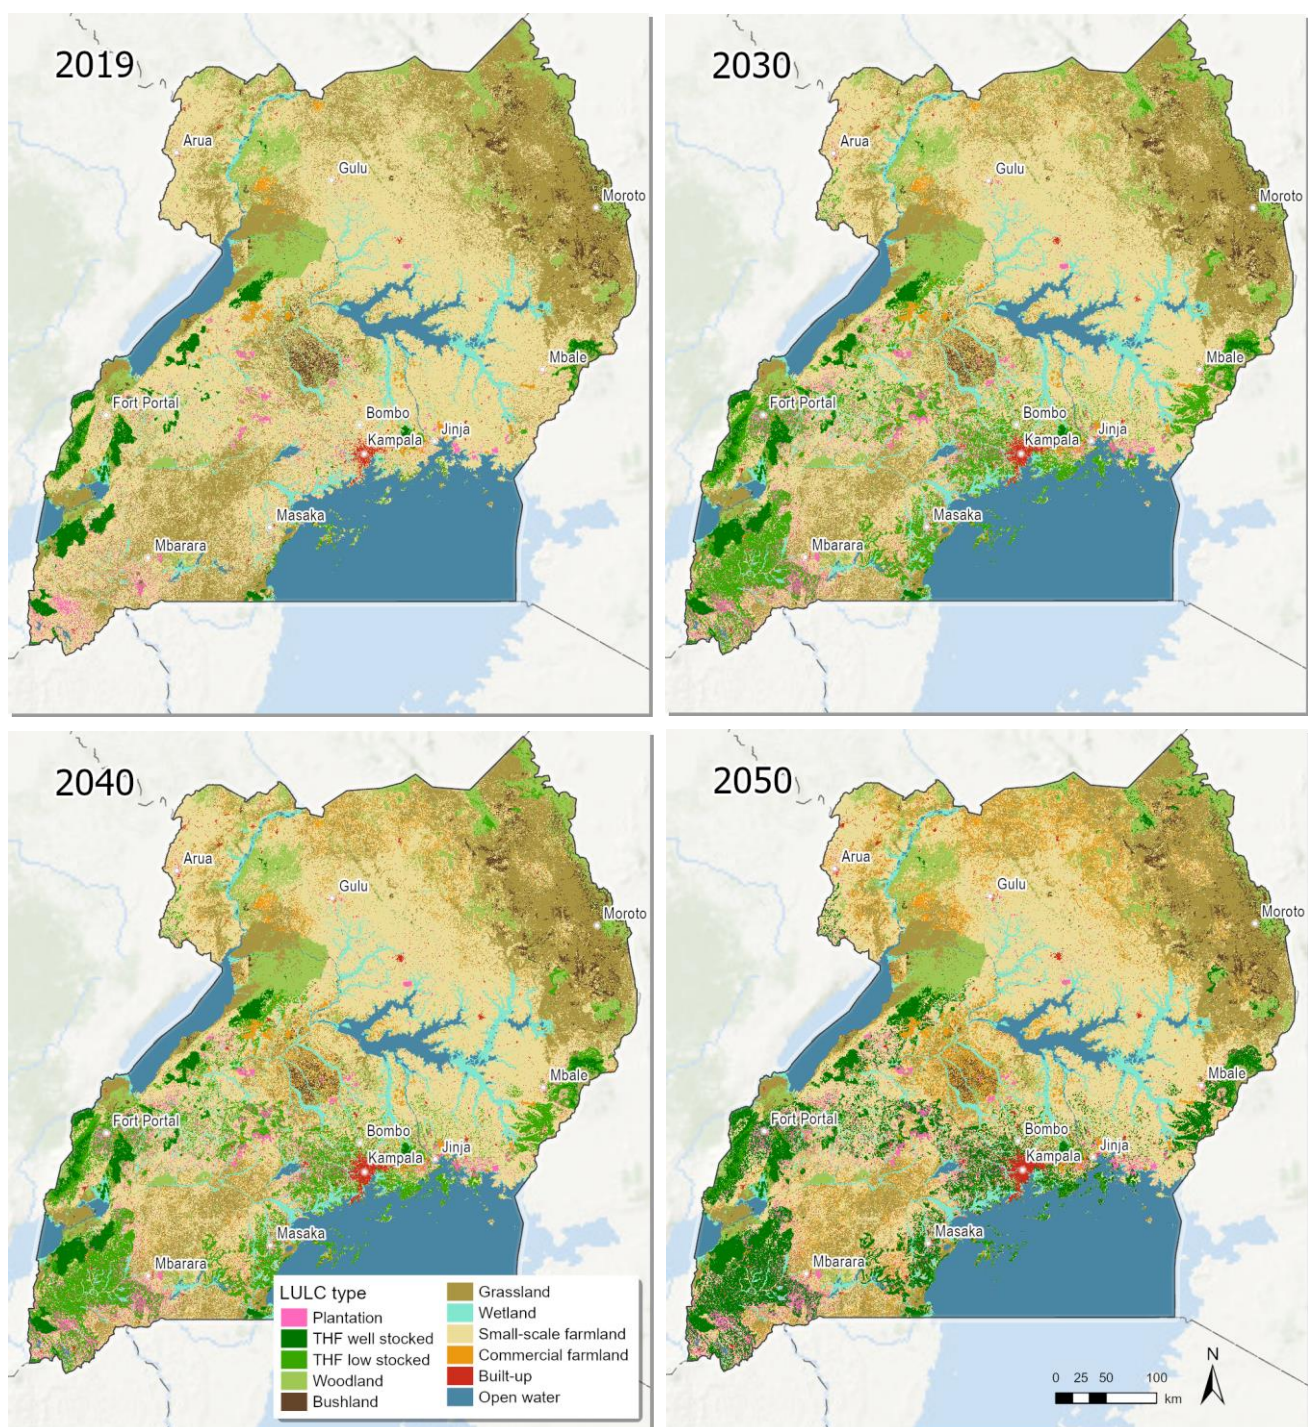 2019
Arua
Gulu
Moroto
Mbale
Fort Portal
Bombo
Kampala
Jinja
Masaka
Mbarara
2030
Arua
Gulu
Moroto
Mbale
Fort Portal
Bombo
Kampala
Jinja
Masaka
Mbarara
2040
Arua
Gulu
Moroto
Mbale
Fort Portal
Bombo
Kampala
Jinja
Masaka
Mbarara
LULC type
Plantation
THF well stocked
THF low stocked
Woodland
Bushland
Grassland
Wetland
Small-scale farmland
Commercial farmland
Built-up
Open water
2050
Arua
Gulu
Moroto
Mbale
Fort Portal
Bombo
Kampala
Jinja
Masaka
Mbarara
N
0 25 50 100
km